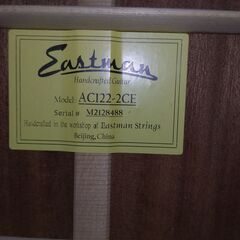 Eastman
Handcrafted Guitar
Model: AC122-2CE
Serial # M2128488
Handcrafted in the workshop of Eastman Strings
Beijing, China